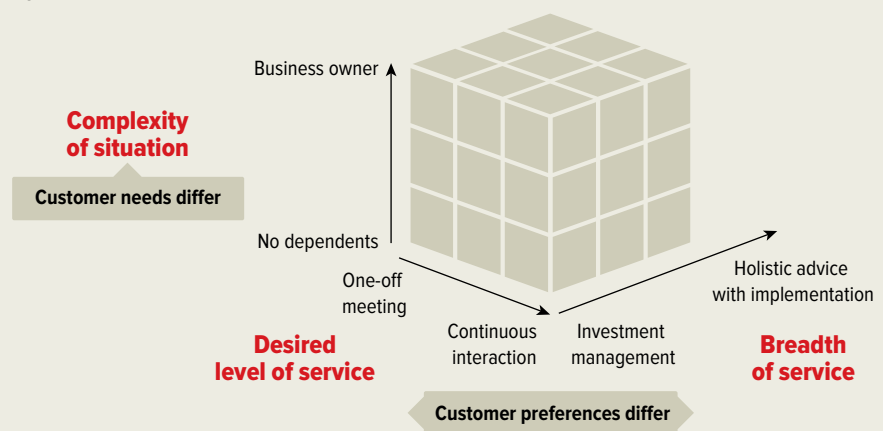 Business owner
Complexity
of situation
Customer needs differ
No dependents
One-off
meeting
Holistic advice
with implementation
Continuous
interaction
Investment
management
Desired
level of service
Breadth
of service
Customer preferences differ